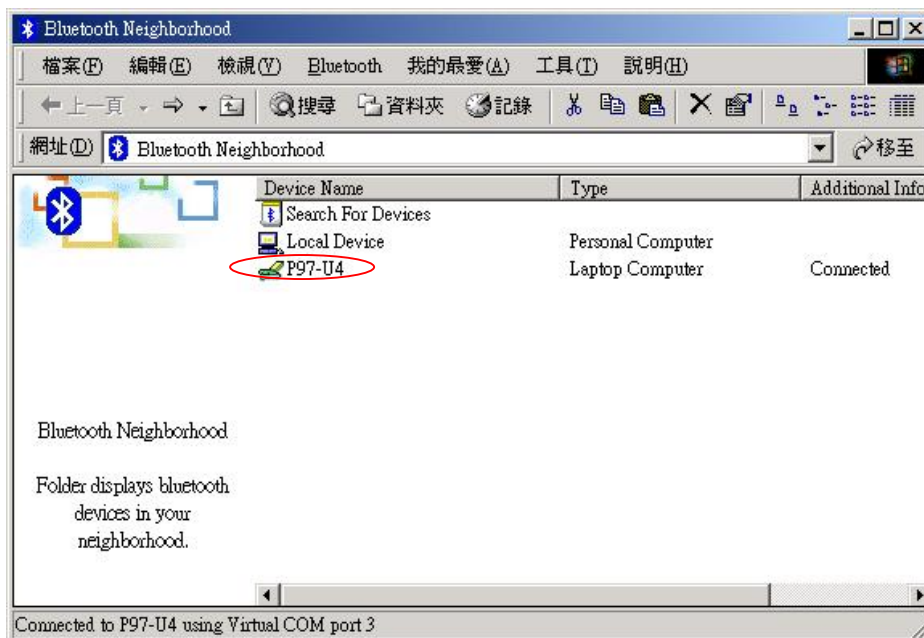 Bluetooth Neighborhood
檔案(F) 編輯(E) 檢視(V) Bluetooth 我的最愛(A) 工具(T) 說明(H)
上一頁 搜尋 資料夾 記錄
網址(D) Bluetooth Neighborhood 移至
Device Name Type Additional Info
Search For Devices
Local Device Personal Computer
P97-U4 Laptop Computer Connected
Bluetooth Neighborhood
Folder displays bluetooth
devices in your
neighborhood.
Connected to P97-U4 using Virtual COM port 3